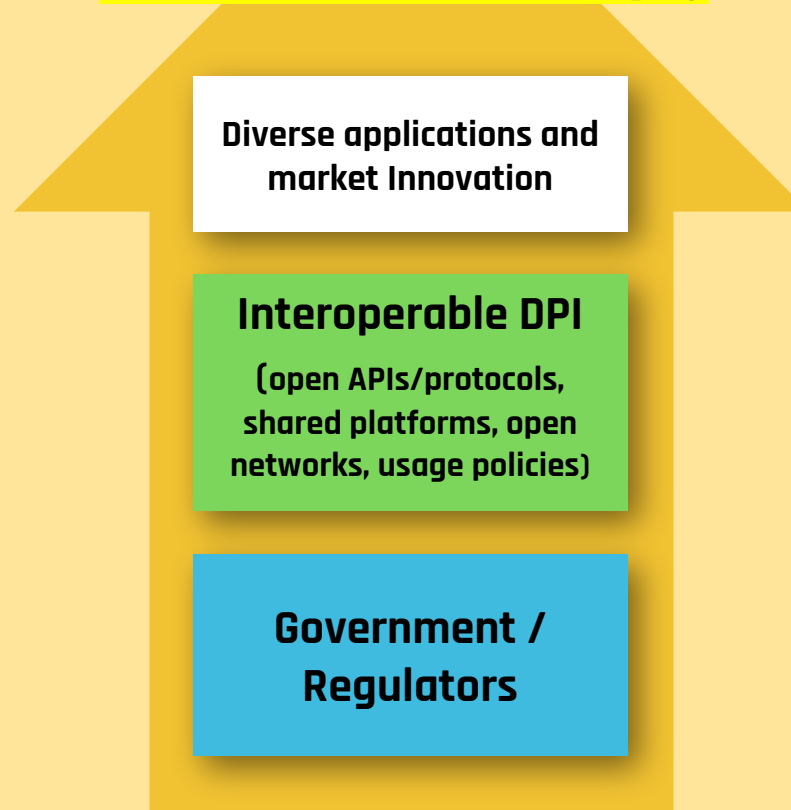 Diverse applications and
market Innovation
Interoperable DPI
(open APIs/protocols,
shared platforms, open
networks, usage policies)
Government /
Regulators